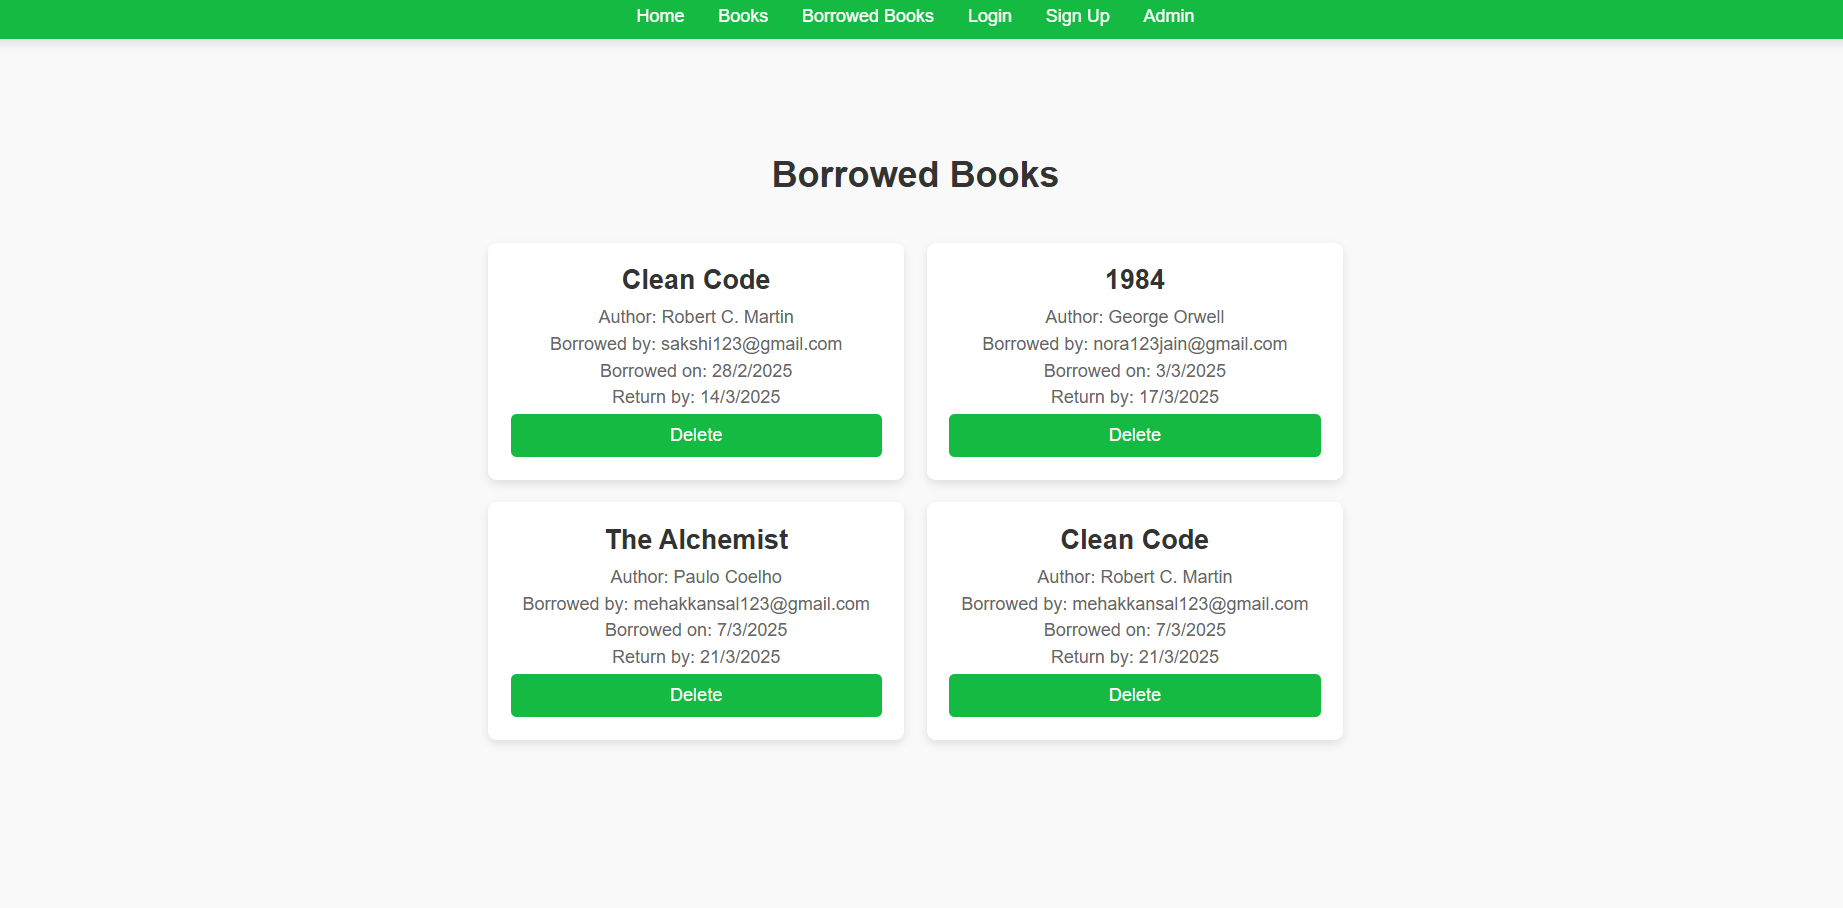 Home Books Borrowed Books Login Sign Up Admin
Borrowed Books
Clean Code
Author: Robert C. Martin
Borrowed by: sakshi123@gmail.com
Borrowed on: 28/2/2025
Return by: 14/3/2025
Delete
1984
Author: George Orwell
Borrowed by: nora123jain@gmail.com
Borrowed on: 3/3/2025
Return by: 17/3/2025
Delete
The Alchemist
Author: Paulo Coelho
Borrowed by: mehakkansal123@gmail.com
Borrowed on: 7/3/2025
Return by: 21/3/2025
Delete
Clean Code
Author: Robert C. Martin
Borrowed by: mehakkansal123@gmail.com
Borrowed on: 7/3/2025
Return by: 21/3/2025
Delete